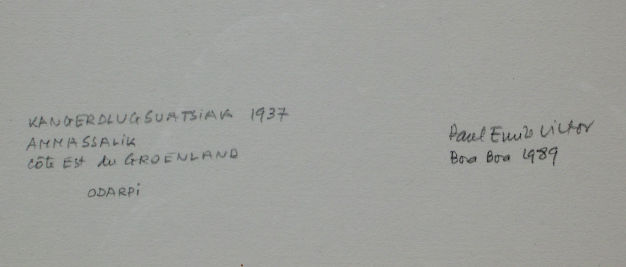 KANGERDLUGSUATSIAK 1937
AMMASSALIK
CÔTE EST du GROENLAND
ODARPI
Paul Emile Victor
Bora Bora 1989